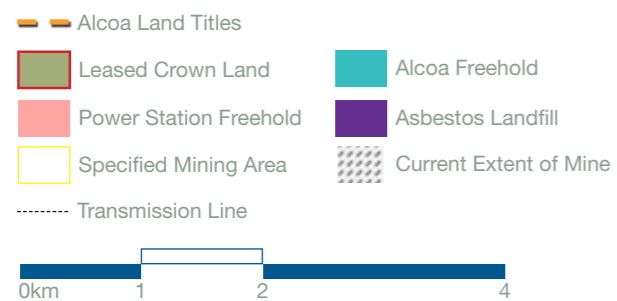 Alcoa Land Titles
Leased Crown Land
Alcoa Freehold
Power Station Freehold
Asbestos Landfill
Specified Mining Area
Current Extent of Mine
Transmission Line
0km 1 2 4